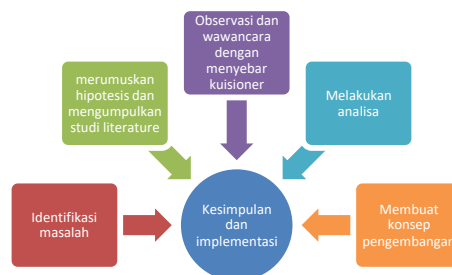 Identifikasi
masalah
merumuskan
hipotesis dan
mengumpulkan
studi literature
Observasi dan
wawancara
dengan
menyebar
kuisioner
Melakukan
analisa
Membuat
konsep
pengembangan
Kesimpulan
dan
implementasi